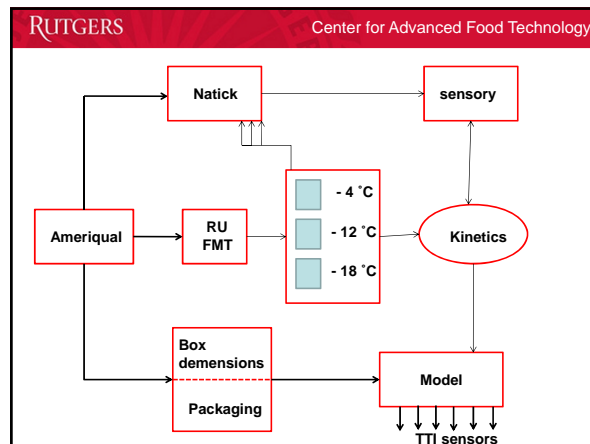 RUTGERS
Center for Advanced Food Technology
Natick
sensory
- 4 ˚C
Ameriqual
RU
FMT
- 12 ˚C
Kinetics
- 18 ˚C
Box
demensions
Packaging
Model
TTI sensors